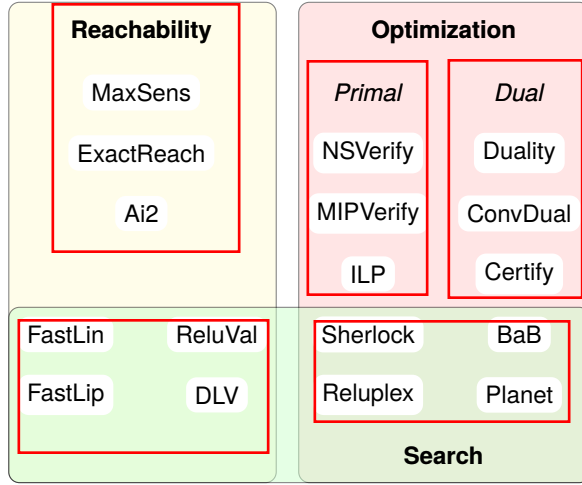 Reachability
MaxSens
ExactReach
Ai2
Optimization
Primal
NSVerify
MIPVerify
ILP
Dual
Duality
ConvDual
Certify
FastLin ReluVal
FastLip DLV
Sherlock BaB
Reluplex Planet
Search